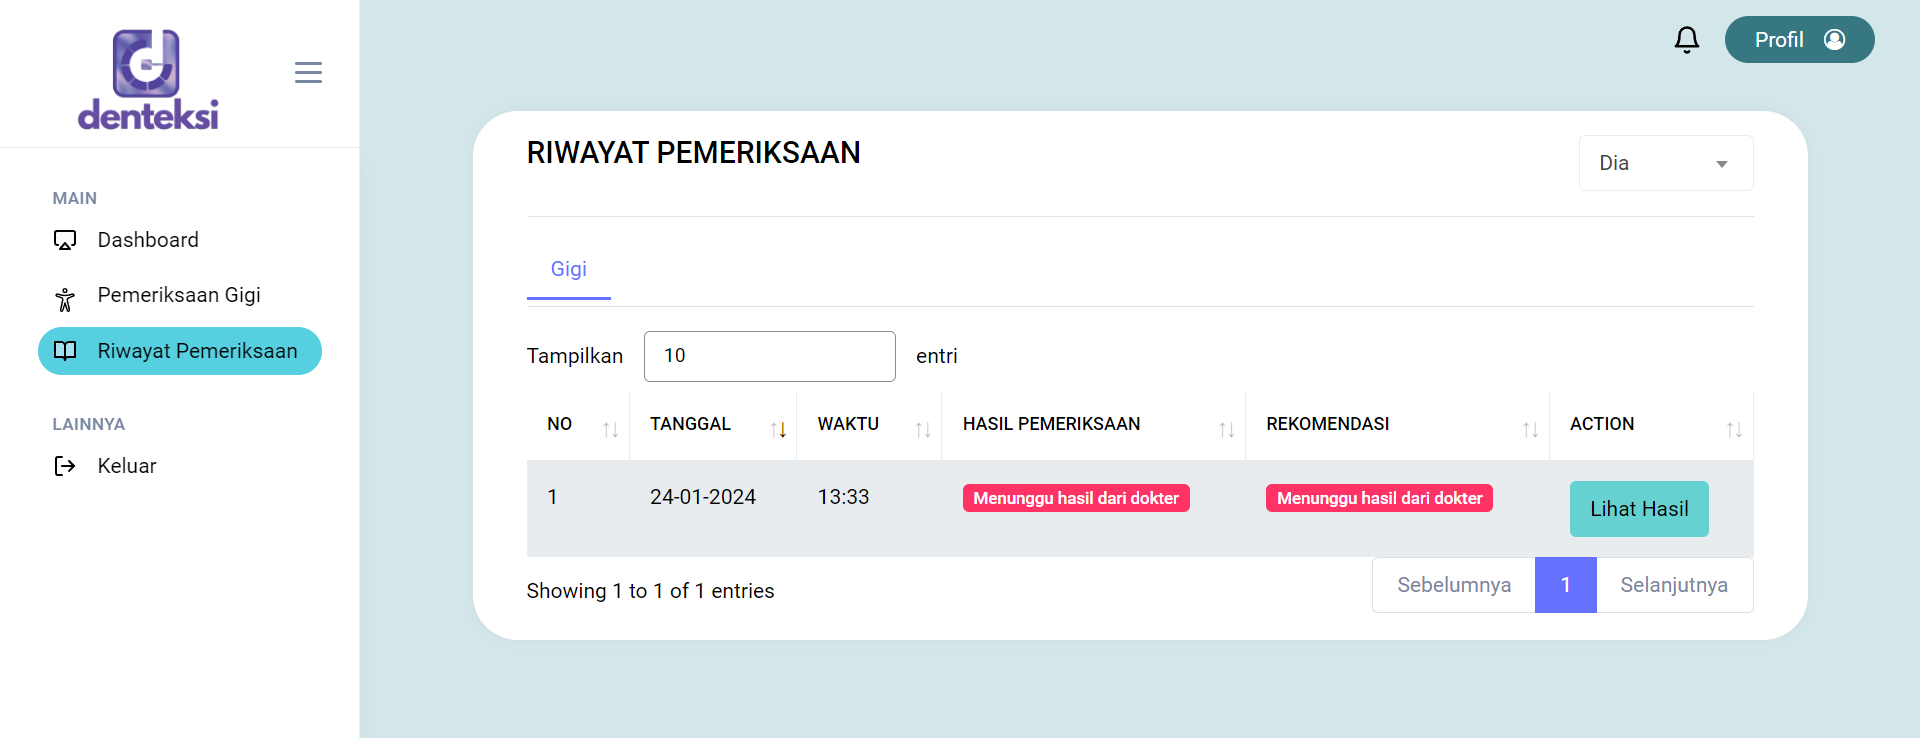 denteksi
Profil
MAIN
Dashboard
Pemeriksaan Gigi
Riwayat Pemeriksaan
LAINNYA
Keluar
RIWAYAT PEMERIKSAAN
Dia
Gigi
Tampilkan 10 entri
NO TANGGAL WAKTU HASIL PEMERIKSAAN REKOMENDASI ACTION
1 24-01-2024 13:33 Menunggu hasil dari dokter Menunggu hasil dari dokter Lihat Hasil
Showing 1 to 1 of 1 entries
Sebelumnya 1 Selanjutnya